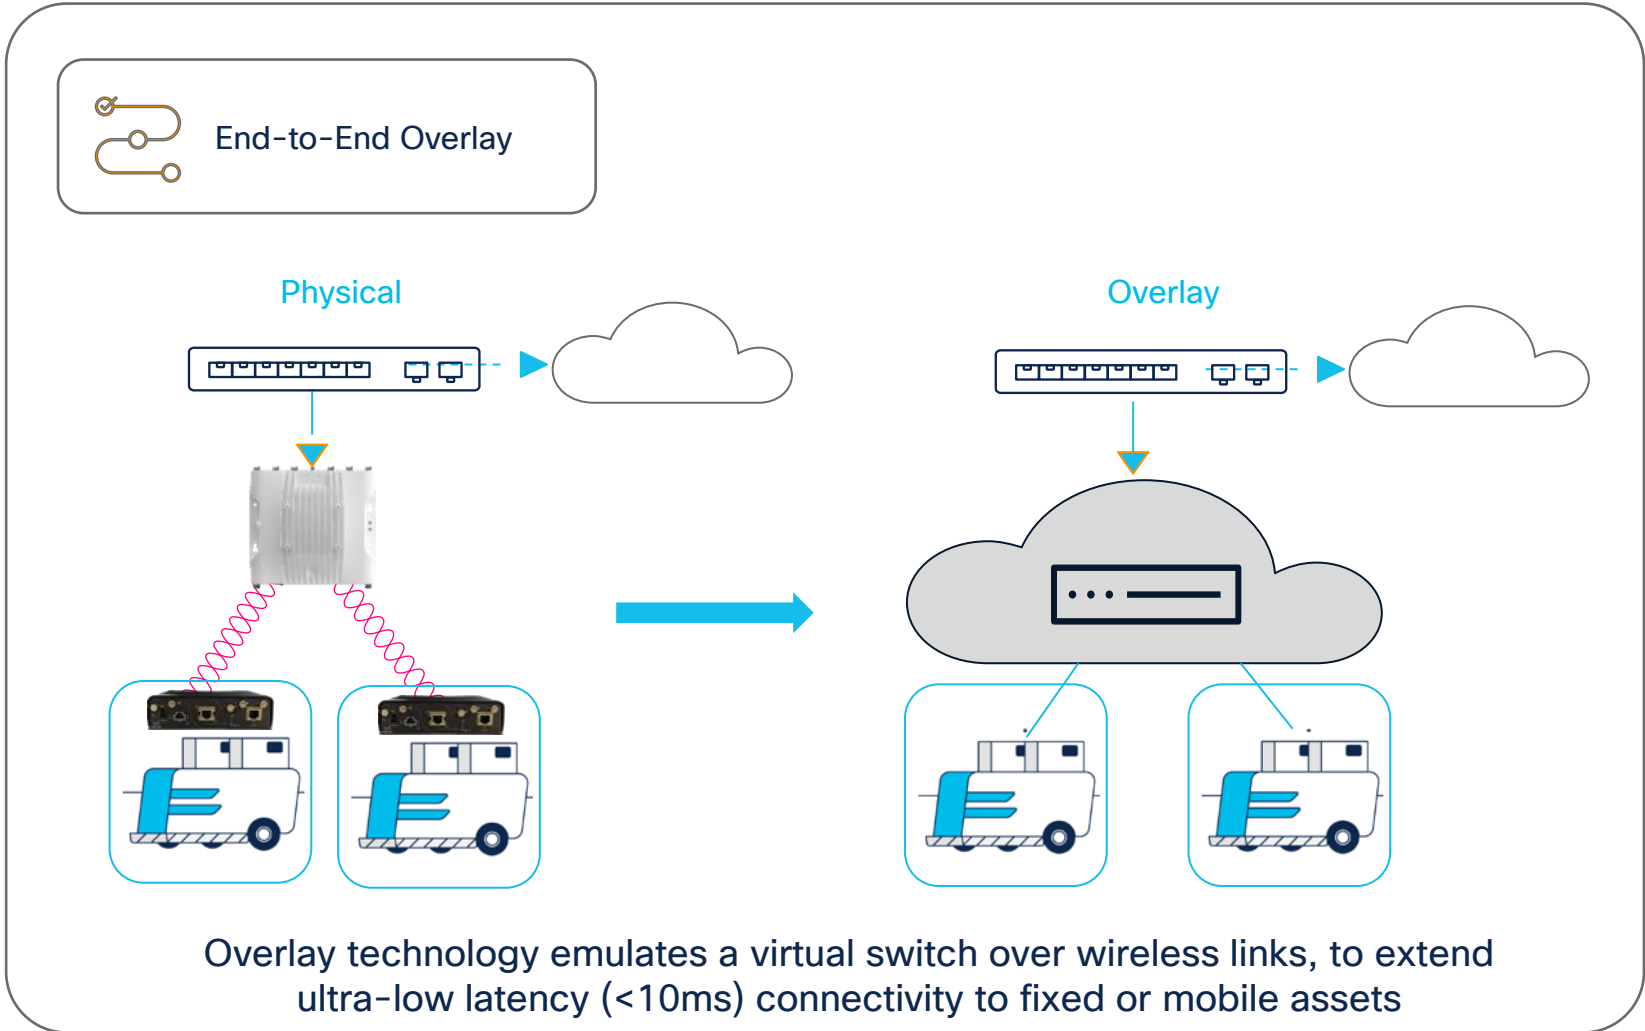 End-to-End Overlay
Physical
Overlay
Overlay technology emulates a virtual switch over wireless links, to extend
ultra-low latency (<10ms) connectivity to fixed or mobile assets